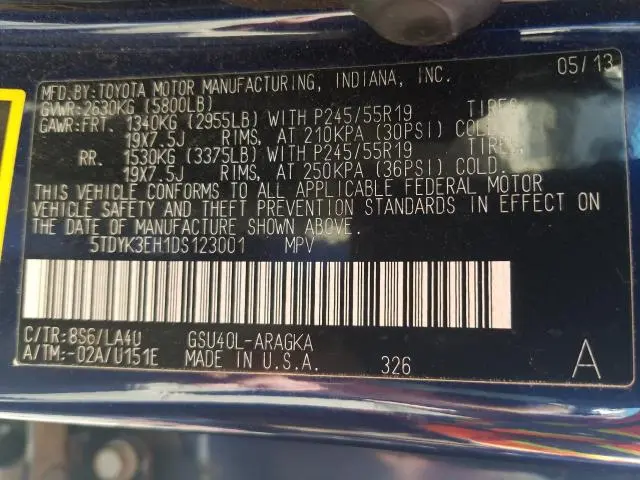 MFD.BY:TOYOTA MOTOR MANUFACTURING, INDIANA, INC. 05/13
GVWR:2630KG (5800LB)
GAWR:FRT. 1340KG (2955LB) WITH P245/55R19 TIRES,
19X7.5J RIMS, AT 210KPA (30PSI) COLD.
RR. 1530KG (3375LB) WITH P245/55R19 TIRES,
19X7.5J RIMS, AT 250KPA (36PSI) COLD.
THIS VEHICLE CONFORMS TO ALL APPLICABLE FEDERAL MOTOR
VEHICLE SAFETY AND THEFT PREVENTION STANDARDS IN EFFECT ON
THE DATE OF MANUFACTURE SHOWN ABOVE.
5TDYK3EH1DS123001 MPV
C/TR:8S6/LA4U GSU40L-ARAGKA
A/TM:-02A/U151E MADE IN U.S.A. 326 A